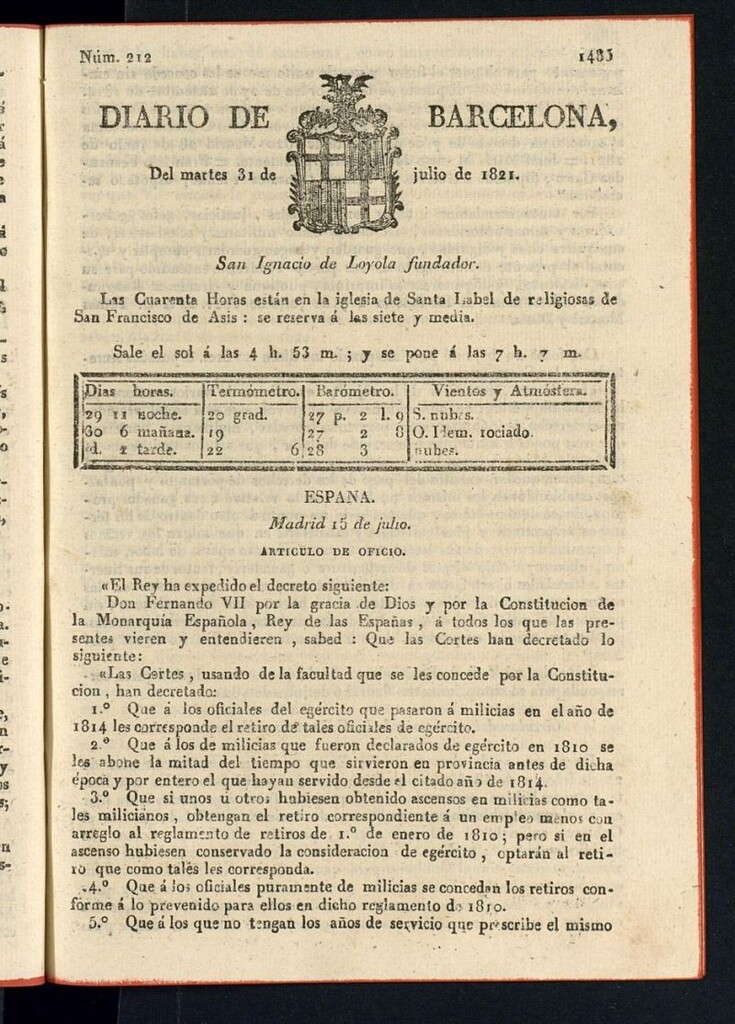 Núm. 212 1485
DIARIO DE BARCELONA,
Del martes 31 de julio de 1821.
San Ignacio de Loyola fundador.
Las Cuarenta Horas están en la iglesia de Santa Isabel de religiosas de
San Francisco de Asis : se reserva á las siete y media.
Sale el sol á las 4 h. 53 m. ; y se pone á las 7 h. 7 m.
Dias horas. Termómetro. Barómetro. Vientos y Atmósfera.
29 11 noche. 20 grad. 27 p. 2 l. 9 S. nubes.
30 6 mañana. 19 27 2 8 O. Idem. rociado.
id. 2 tarde. 22 6 28 3 nubes.
ESPAÑA.
Madrid 15 de julio.
ARTICULO DE OFICIO.
«El Rey ha expedido el decreto siguiente:
Don Fernando VII por la gracia de Dios y por la Constitucion de
la Monarquía Española, Rey de las Españas, á todos los que las pre-
sentes vieren y entendieren, sabed : Que las Cortes han decretado lo
siguiente:
«Las Cortes, usando de la facultad que se les concede por la Constitu-
cion, han decretado:
1.º Que á los oficiales del egército que pasaron á milicias en el año de
1814 les corresponde el retiro de tales oficiales de egército.
2.º Que á los de milicias que fueron declarados de egército en 1810 se
les abone la mitad del tiempo que sirvieron en provincia antes de dicha
época y por entero el que hayan servido desde el citado año de 1814.
3.º Que si unos ú otros hubiesen obtenido ascensos en milicias como ta-
les milicianos, obtengan el retiro correspondiente á un empleo menos con
arreglo al reglamento de retiros de 1.º de enero de 1810; pero si en el
ascenso hubiesen conservado la consideracion de egército, optarán al reti-
ro que como talés les corresponda.
4.º Que á los oficiales puramente de milicias se concedan los retiros con-
forme á lo prevenido para ellos en dicho reglamento de 1810.
5.º Que á los que no tengan los años de servicio que prescribe el mismo